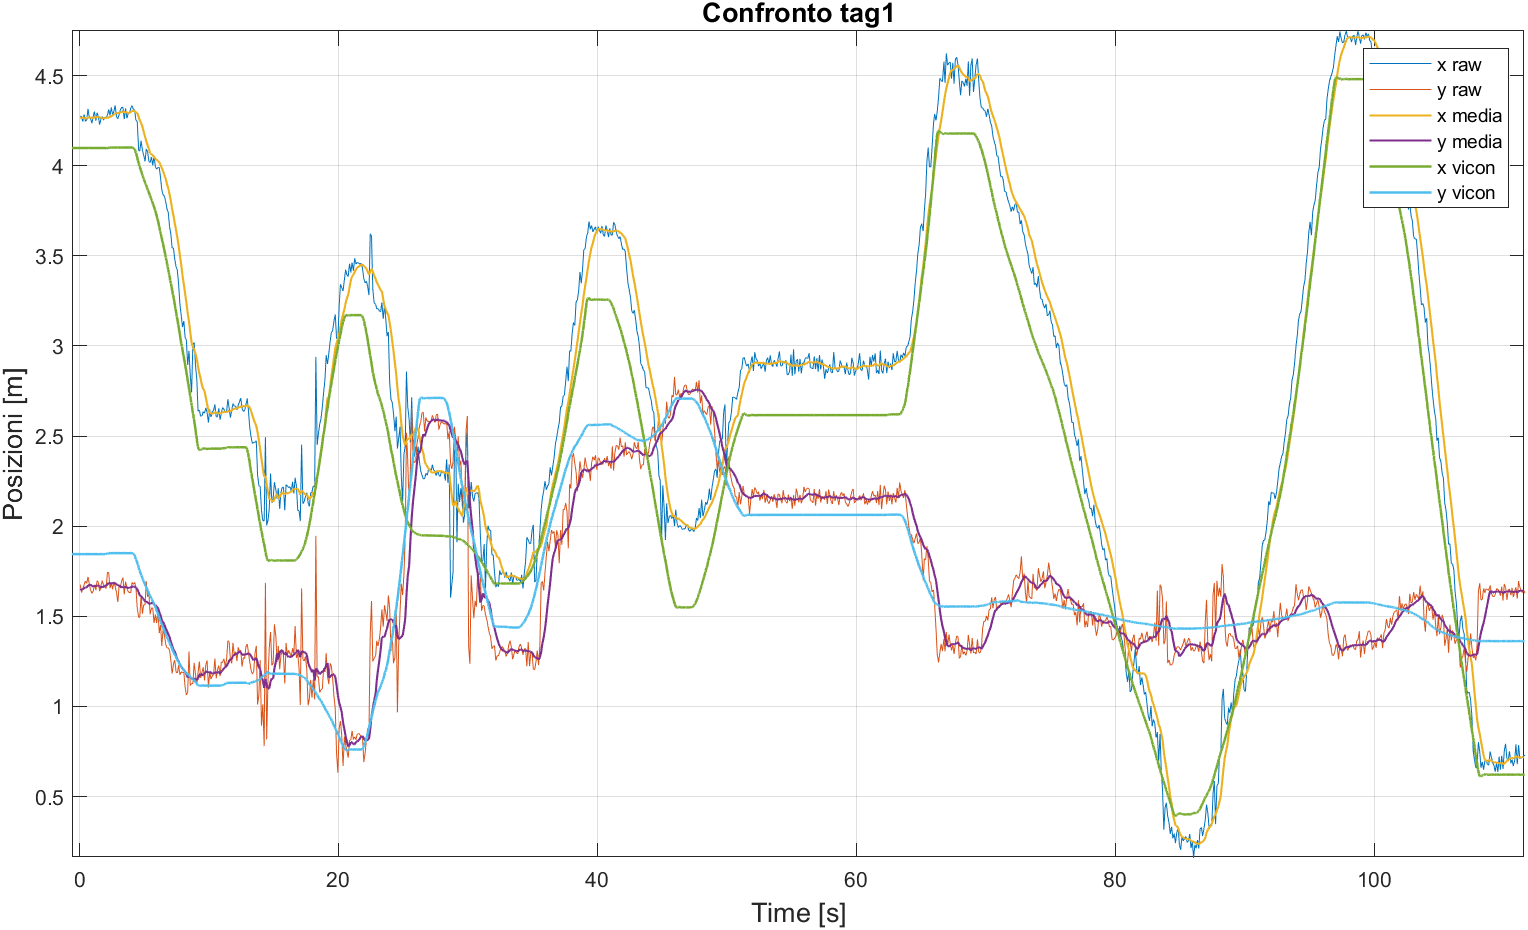 Confronto tag1
Posizioni [m]
4.5
4
3.5
3
2.5
2
1.5
1
0.5
x raw
y raw
x media
y media
x vicon
y vicon
0 20 40 60 80 100
Time [s]